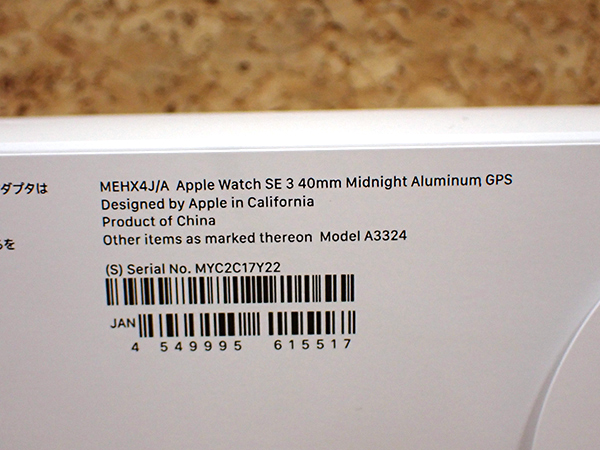 ダプタは
MEHX4J/A Apple Watch SE 3 40mm Midnight Aluminum, GPS
Designed by Apple in California
Product of China
Other items as marked thereon Model A3324
を
(S) Serial No. MYC2C17Y22
JAN
4 549995 615517